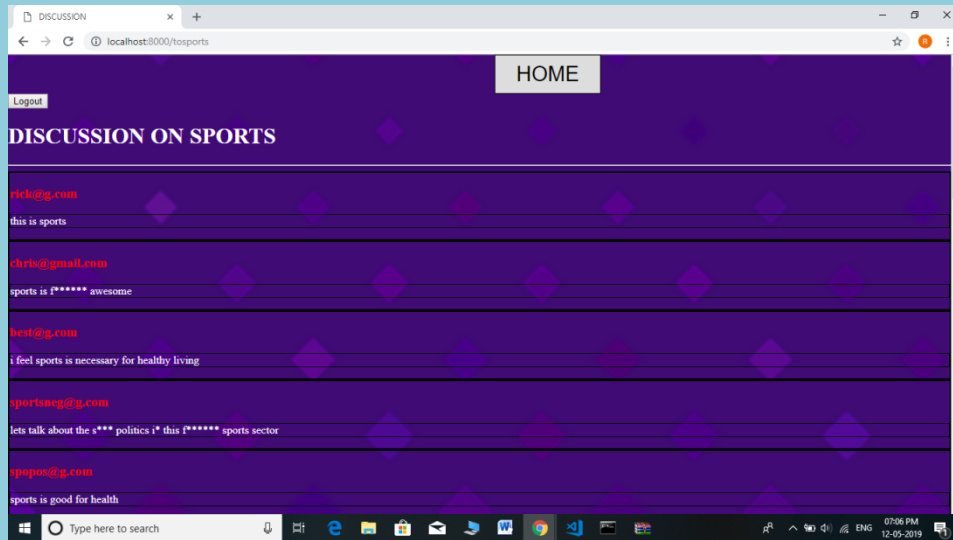 DISCUSSION
localhost:8000/tosports
R
HOME
Logout
DISCUSSION ON SPORTS
rick@g.com
this is sports
chris@gmail.com
sports is f****** awesome
best@g.com
i feel sports is necessary for healthy living
sportsneg@g.com
lets talk about the s*** politics i* this f****** sports sector
spopos@g.com
sports is good for health
Type here to search
ENG
07:06 PM
12-05-2019